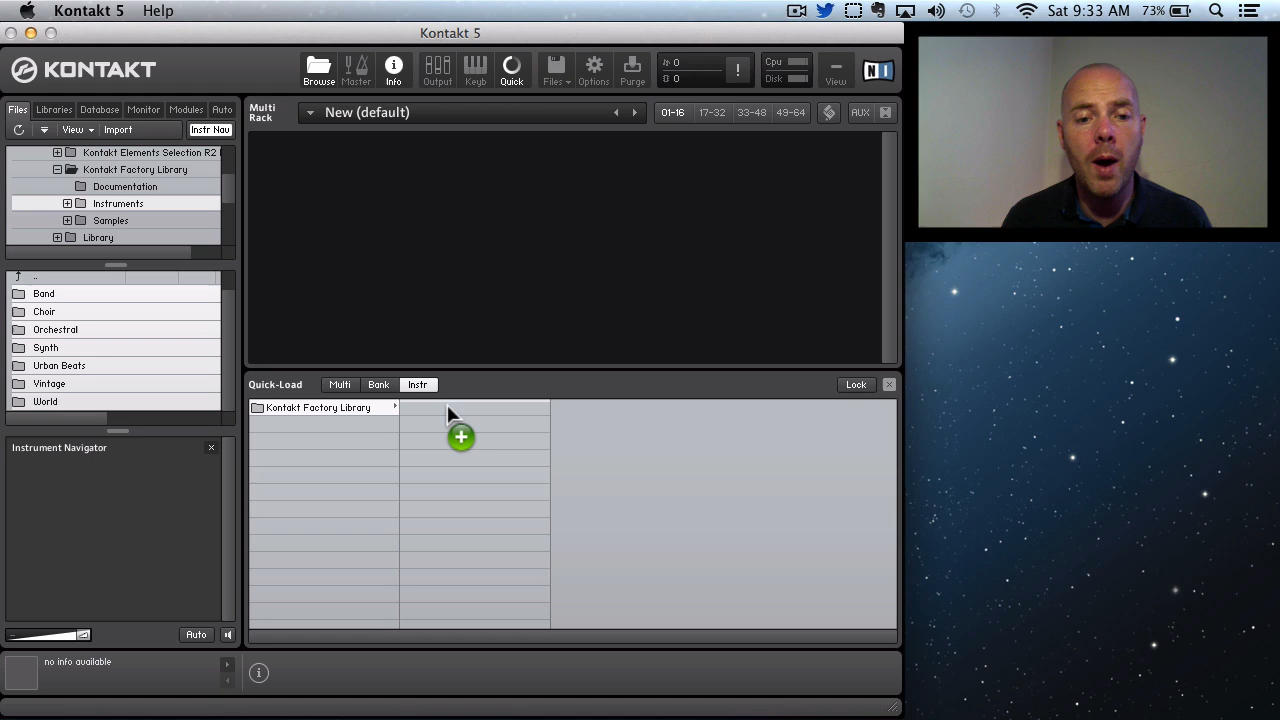 Kontakt 5 Help Sat 9:33 AM 73%
Kontakt 5
KONTAKT Browse Master Info Output Keyb Quick Files Options Purge 0 0 ! Cpu Disk View NI
Files Libraries Database Monitor Modules Auto
View Import Instr Nav
Kontakt Elements Selection R2
Kontakt Factory Library
Documentation
Instruments
Samples
Library
..
Band
Choir
Orchestral
Synth
Urban Beats
Vintage
World
Instrument Navigator
Auto
no info available
Multi
Rack
New (default) 01-16 17-32 33-48 49-64 AUX
Quick-Load Multi Bank Instr Lock
Kontakt Factory Library